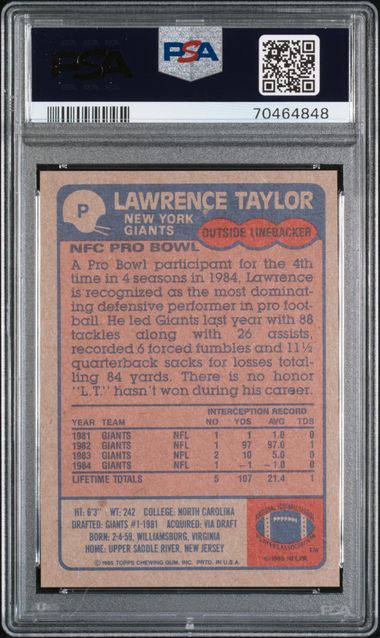 PSA
PSA
70464848
P
LAWRENCE TAYLOR
NEW YORK
GIANTS
OUTSIDE LINEBACKER
NFC PRO BOWL
A Pro Bowl participant for the 4th
time in 4 seasons in 1984, Lawrence
is recognized as the most dominat-
ing defensive performer in pro foot-
ball. He led Giants last year with 88
tackles along with 26 assists,
recorded 6 forced fumbles and 11½
quarterback sacks for losses total-
ling 84 yards. There is no honor
"L.T." hasn't won during his career.
INTERCEPTION RECORD
YEAR TEAM NO YDS AVG TDS
1981 GIANTS NFL 1 1 1.0 0
1982 GIANTS NFL 1 97 97.0 1
1983 GIANTS NFL 2 10 5.0 0
1984 GIANTS NFL 1 -1 -1.0 0
LIFETIME TOTALS 5 107 21.4 1
HT: 6'3" WT: 242 COLLEGE: NORTH CAROLINA
DRAFTED: GIANTS #1-1981 ACQUIRED: VIA DRAFT
BORN: 2-4-59, WILLIAMSBURG, VIRGINIA
HOME: UPPER SADDLE RIVER, NEW JERSEY
© 1985 TOPPS CHEWING GUM, INC. PRTD. IN U.S.A.
© 1985 NFLPA